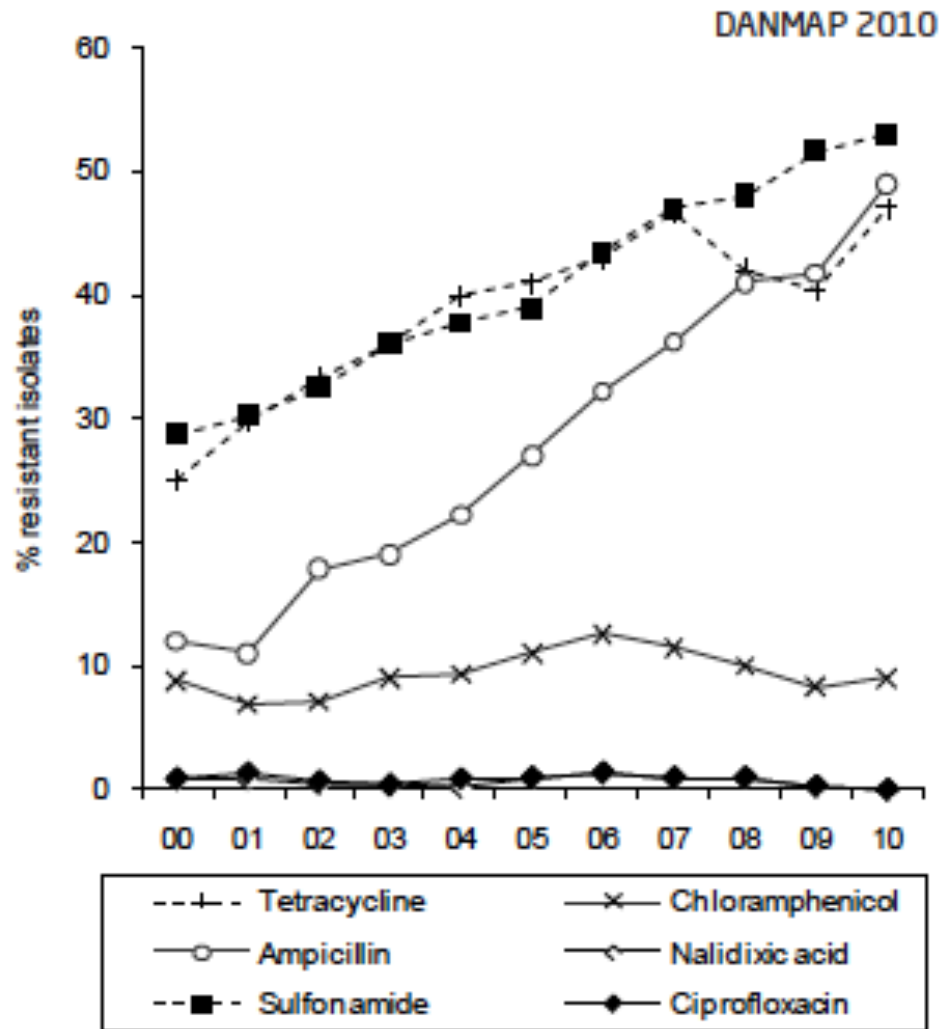 DANMAP 2010
60
50
40
30
20
10
0
% resistant isolates
00 01 02 03 04 05 06 07 08 09 10
Tetracycline Chloramphenicol
Ampicillin Nalidixic acid
Sulfonamide Ciprofloxacin